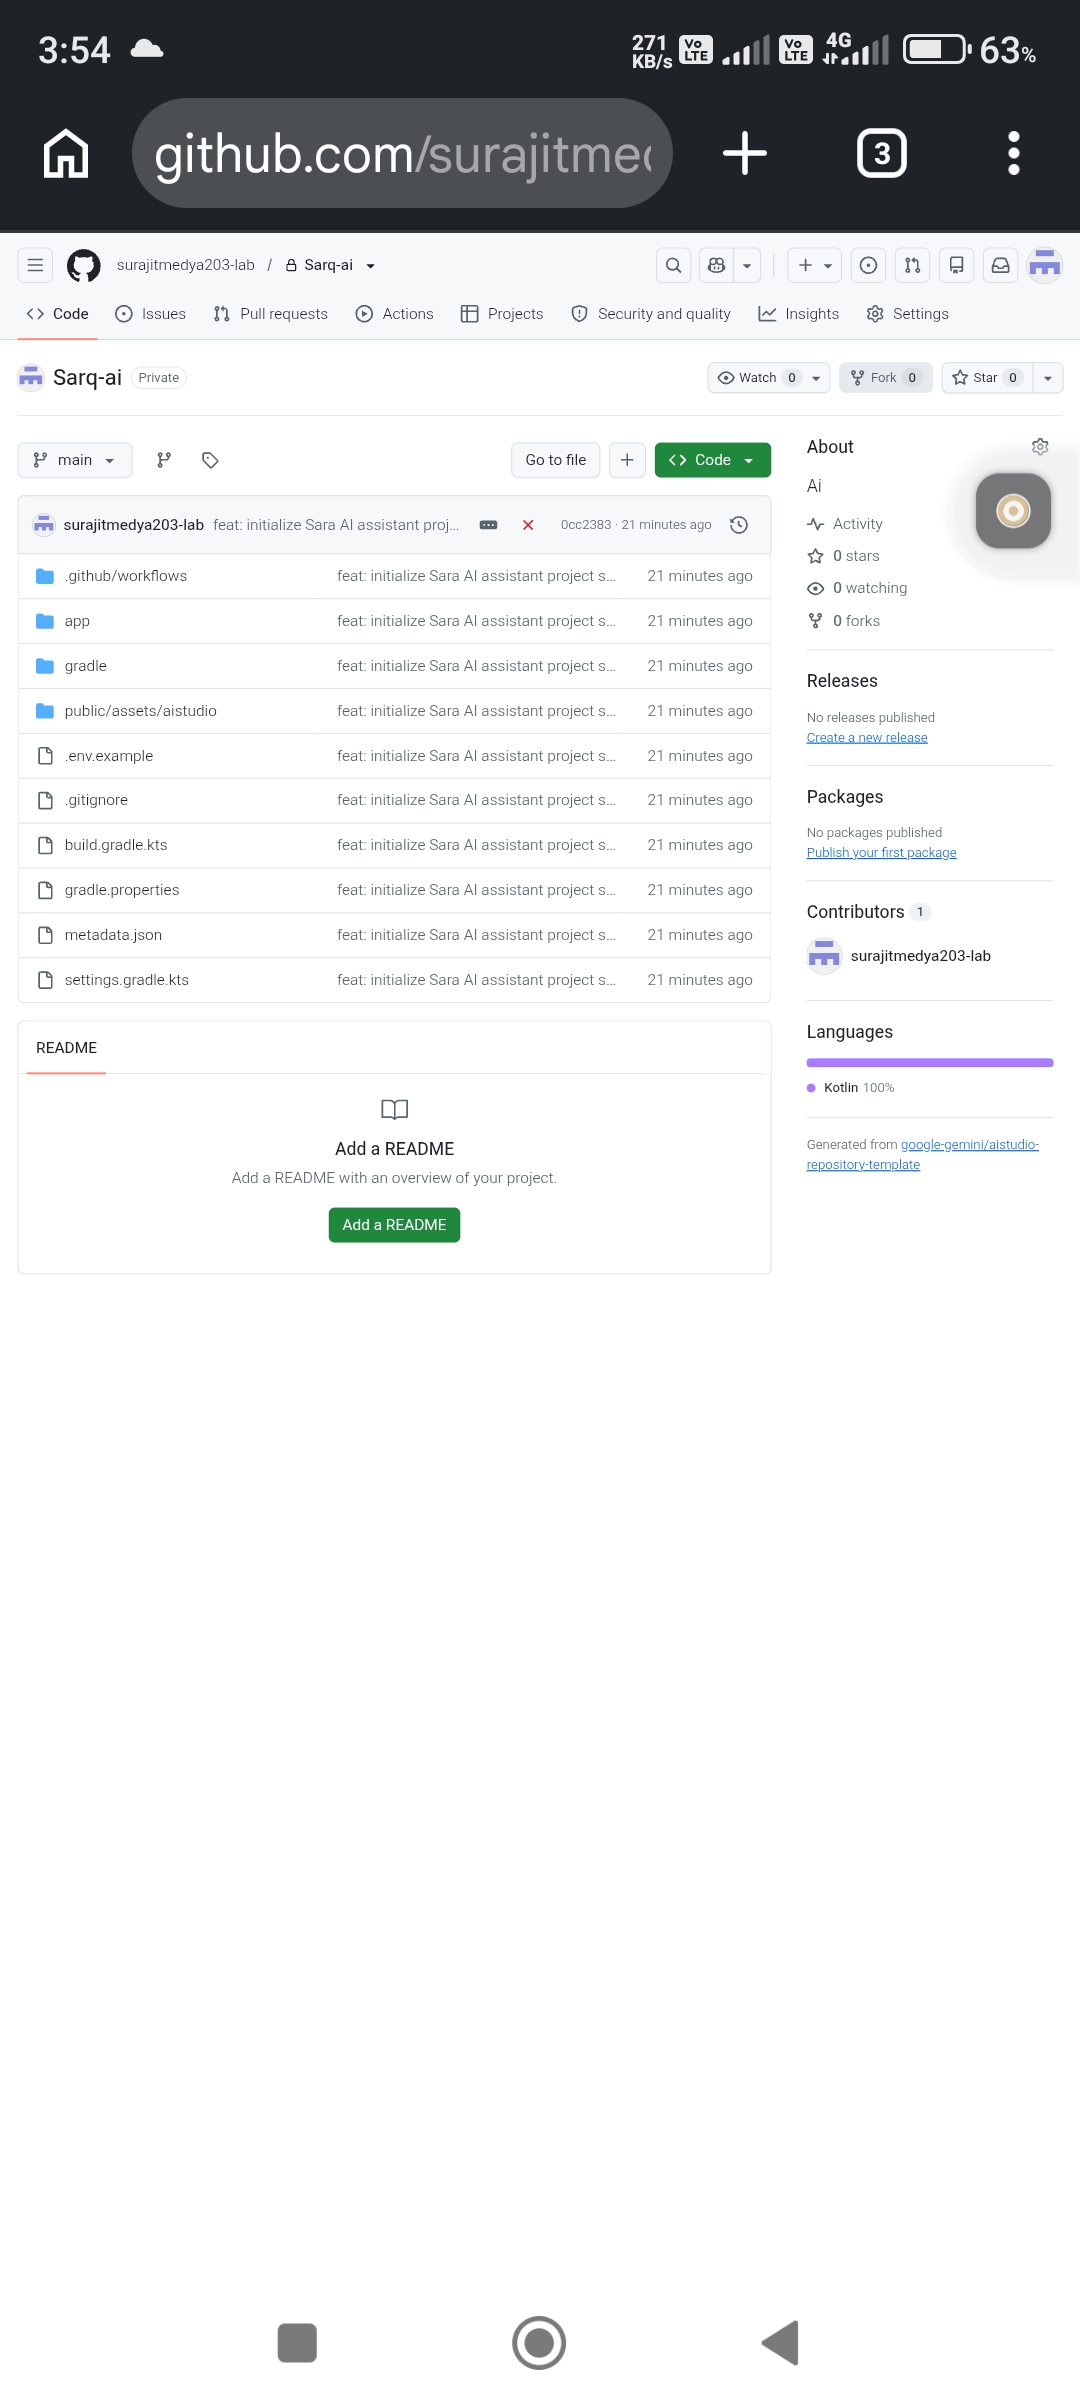 3:54
271 KB/s
Vo LTE
Vo LTE
4G
63%
github.com/surajitmed
3
surajitmedya203-lab / Sarq-ai
Code Issues Pull requests Actions Projects Security and quality Insights Settings
Sarq-ai Private
Watch 0 Fork 0 Star 0
main Go to file Code
surajitmedya203-lab feat: initialize Sara AI assistant proj... 0cc2383 · 21 minutes ago
.github/workflows feat: initialize Sara AI assistant project s... 21 minutes ago
app feat: initialize Sara AI assistant project s... 21 minutes ago
gradle feat: initialize Sara AI assistant project s... 21 minutes ago
public/assets/aistudio feat: initialize Sara AI assistant project s... 21 minutes ago
.env.example feat: initialize Sara AI assistant project s... 21 minutes ago
.gitignore feat: initialize Sara AI assistant project s... 21 minutes ago
build.gradle.kts feat: initialize Sara AI assistant project s... 21 minutes ago
gradle.properties feat: initialize Sara AI assistant project s... 21 minutes ago
metadata.json feat: initialize Sara AI assistant project s... 21 minutes ago
settings.gradle.kts feat: initialize Sara AI assistant project s... 21 minutes ago
README
Add a README
Add a README with an overview of your project.
Add a README
About
Ai
Activity
0 stars
0 watching
0 forks
Releases
No releases published
Create a new release
Packages
No packages published
Publish your first package
Contributors 1
surajitmedya203-lab
Languages
Kotlin 100%
Generated from google-gemini/aistudio-
repository-template